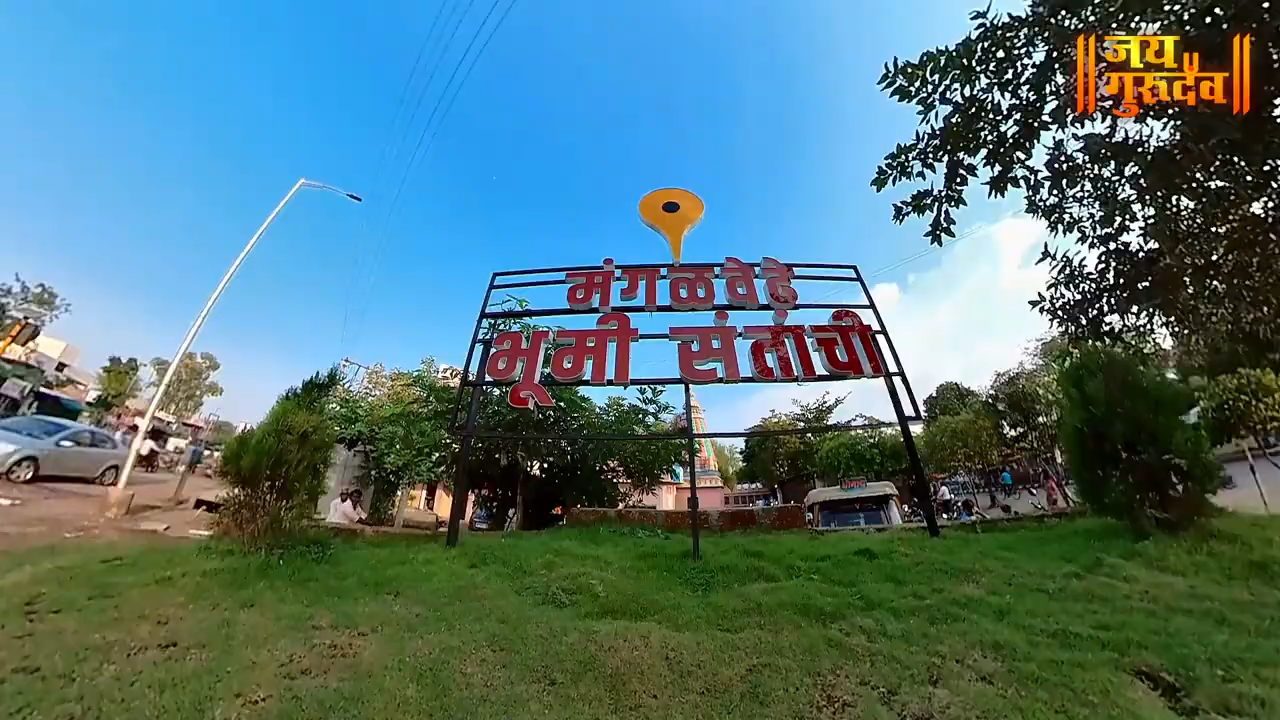 ॥ जय गुरूदेव ॥
मंगळवेढे
भूमी संतांची